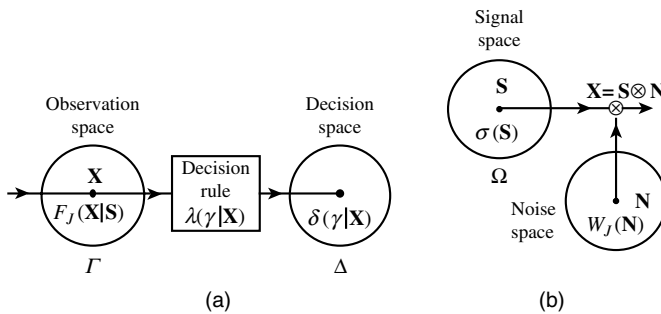 Observation
space
X
F_J(X|S)
Γ
Decision
rule
λ(γ|X)
Decision
space
δ(γ|X)
Δ
(a)
Signal
space
S
σ(S)
Ω
X = S ⊗ N
⊗
Noise
space
N
W_J(N)
(b)